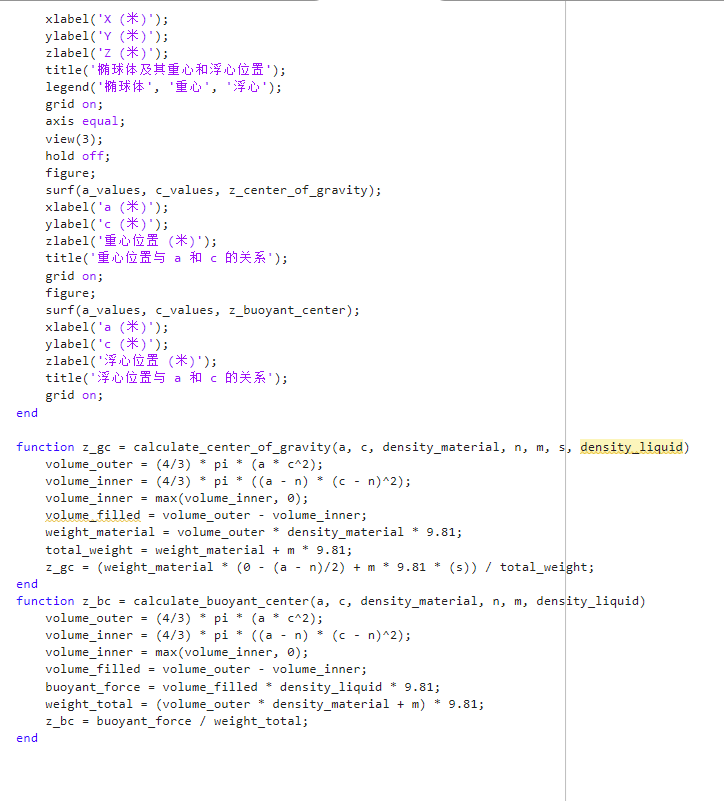 xlabel('X (米)');
ylabel('Y (米)');
zlabel('Z (米)');
title('椭球体及其重心和浮心位置');
legend('椭球体', '重心', '浮心');
grid on;
axis equal;
view(3);
hold off;
figure;
surf(a_values, c_values, z_center_of_gravity);
xlabel('a (米)');
ylabel('c (米)');
zlabel('重心位置 (米)');
title('重心位置与 a 和 c 的关系');
grid on;
figure;
surf(a_values, c_values, z_buoyant_center);
xlabel('a (米)');
ylabel('c (米)');
zlabel('浮心位置 (米)');
title('浮心位置与 a 和 c 的关系');
grid on;
end
function z_gc = calculate_center_of_gravity(a, c, density_material, n, m, s, density_liquid)
volume_outer = (4/3) * pi * (a * c^2);
volume_inner = (4/3) * pi * ((a - n) * (c - n)^2);
volume_inner = max(volume_inner, 0);
volume_filled = volume_outer - volume_inner;
weight_material = volume_outer * density_material * 9.81;
total_weight = weight_material + m * 9.81;
z_gc = (weight_material * (0 - (a - n)/2) + m * 9.81 * (s)) / total_weight;
end
function z_bc = calculate_buoyant_center(a, c, density_material, n, m, density_liquid)
volume_outer = (4/3) * pi * (a * c^2);
volume_inner = (4/3) * pi * ((a - n) * (c - n)^2);
volume_inner = max(volume_inner, 0);
volume_filled = volume_outer - volume_inner;
buoyant_force = volume_filled * density_liquid * 9.81;
weight_total = (volume_outer * density_material + m) * 9.81;
z_bc = buoyant_force / weight_total;
end